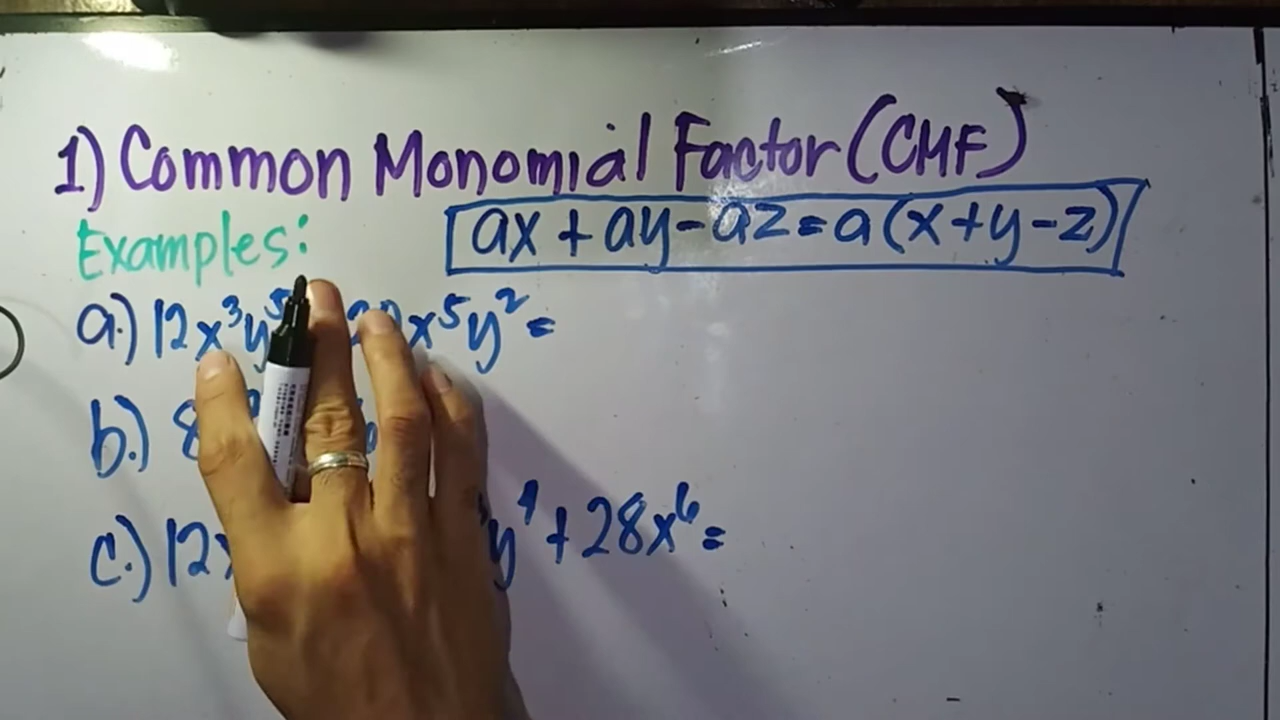 1) Common Monomial Factor (CMF)
Examples: ax + ay - az = a(x + y - z)
a.) 12x³y⁵ x⁵y² =
b.) 8
c.) 12x y⁴ + 28x⁶ =